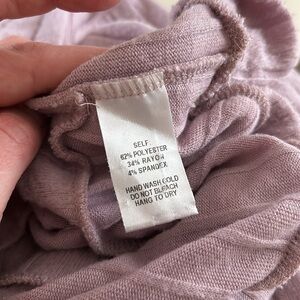 SELF:
62% POLYESTER
34% RAYON
4% SPANDEX
HAND WASH COLD
DO NOT BLEACH
HANG TO DRY